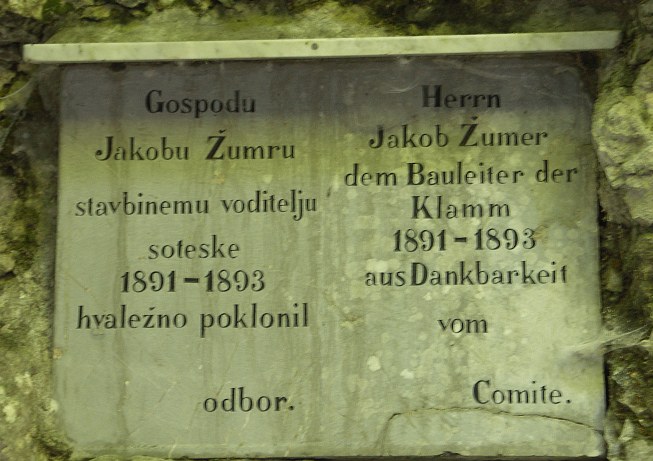 Gospodu
Jakobu Žumru
stavbinemu voditelju
soteske
1891-1893
hvaležno poklonil
odbor.
Herrn
Jakob Žumer
dem Bauleiter der
Klamm
1891-1893
aus Dankbarkeit
vom
Comite.